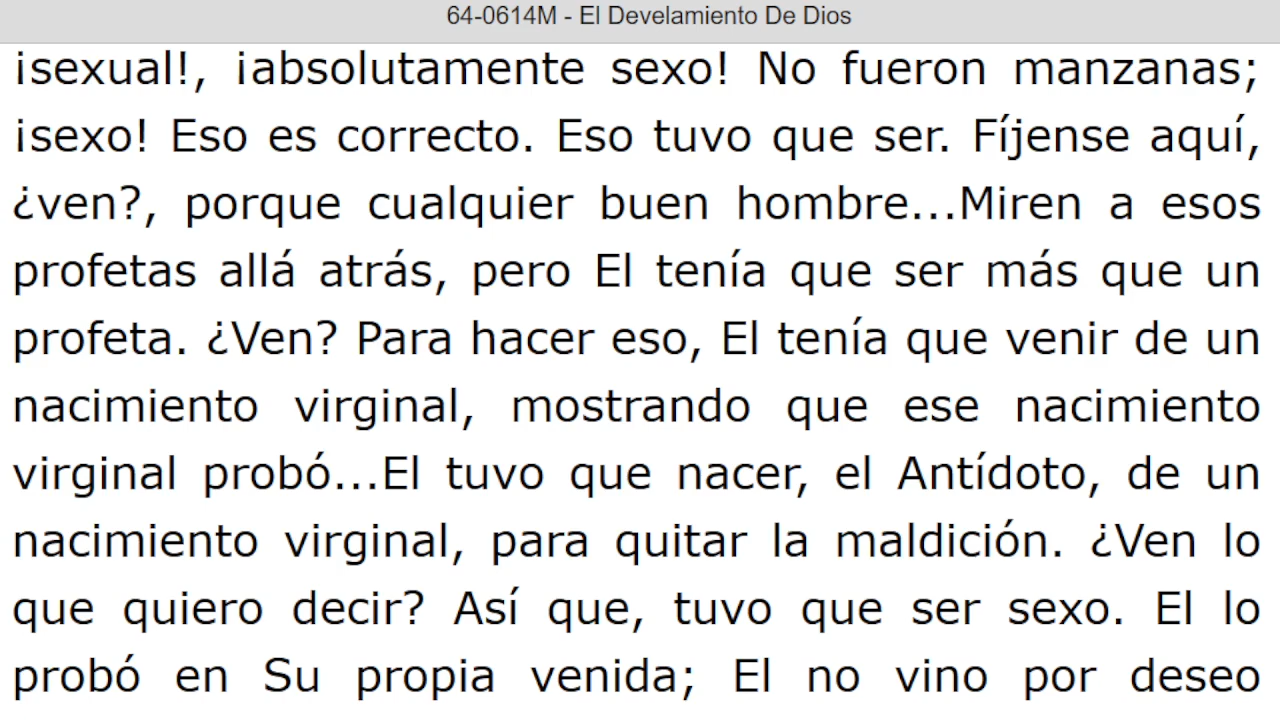 64-0614M - El Develamiento De Dios
¡sexual!, ¡absolutamente sexo! No fueron manzanas;
¡sexo! Eso es correcto. Eso tuvo que ser. Fíjense aquí,
¿ven?, porque cualquier buen hombre...Miren a esos
profetas allá atrás, pero El tenía que ser más que un
profeta. ¿Ven? Para hacer eso, El tenía que venir de un
nacimiento virginal, mostrando que ese nacimiento
virginal probó...El tuvo que nacer, el Antídoto, de un
nacimiento virginal, para quitar la maldición. ¿Ven lo
que quiero decir? Así que, tuvo que ser sexo. El lo
probó en Su propia venida; El no vino por deseo